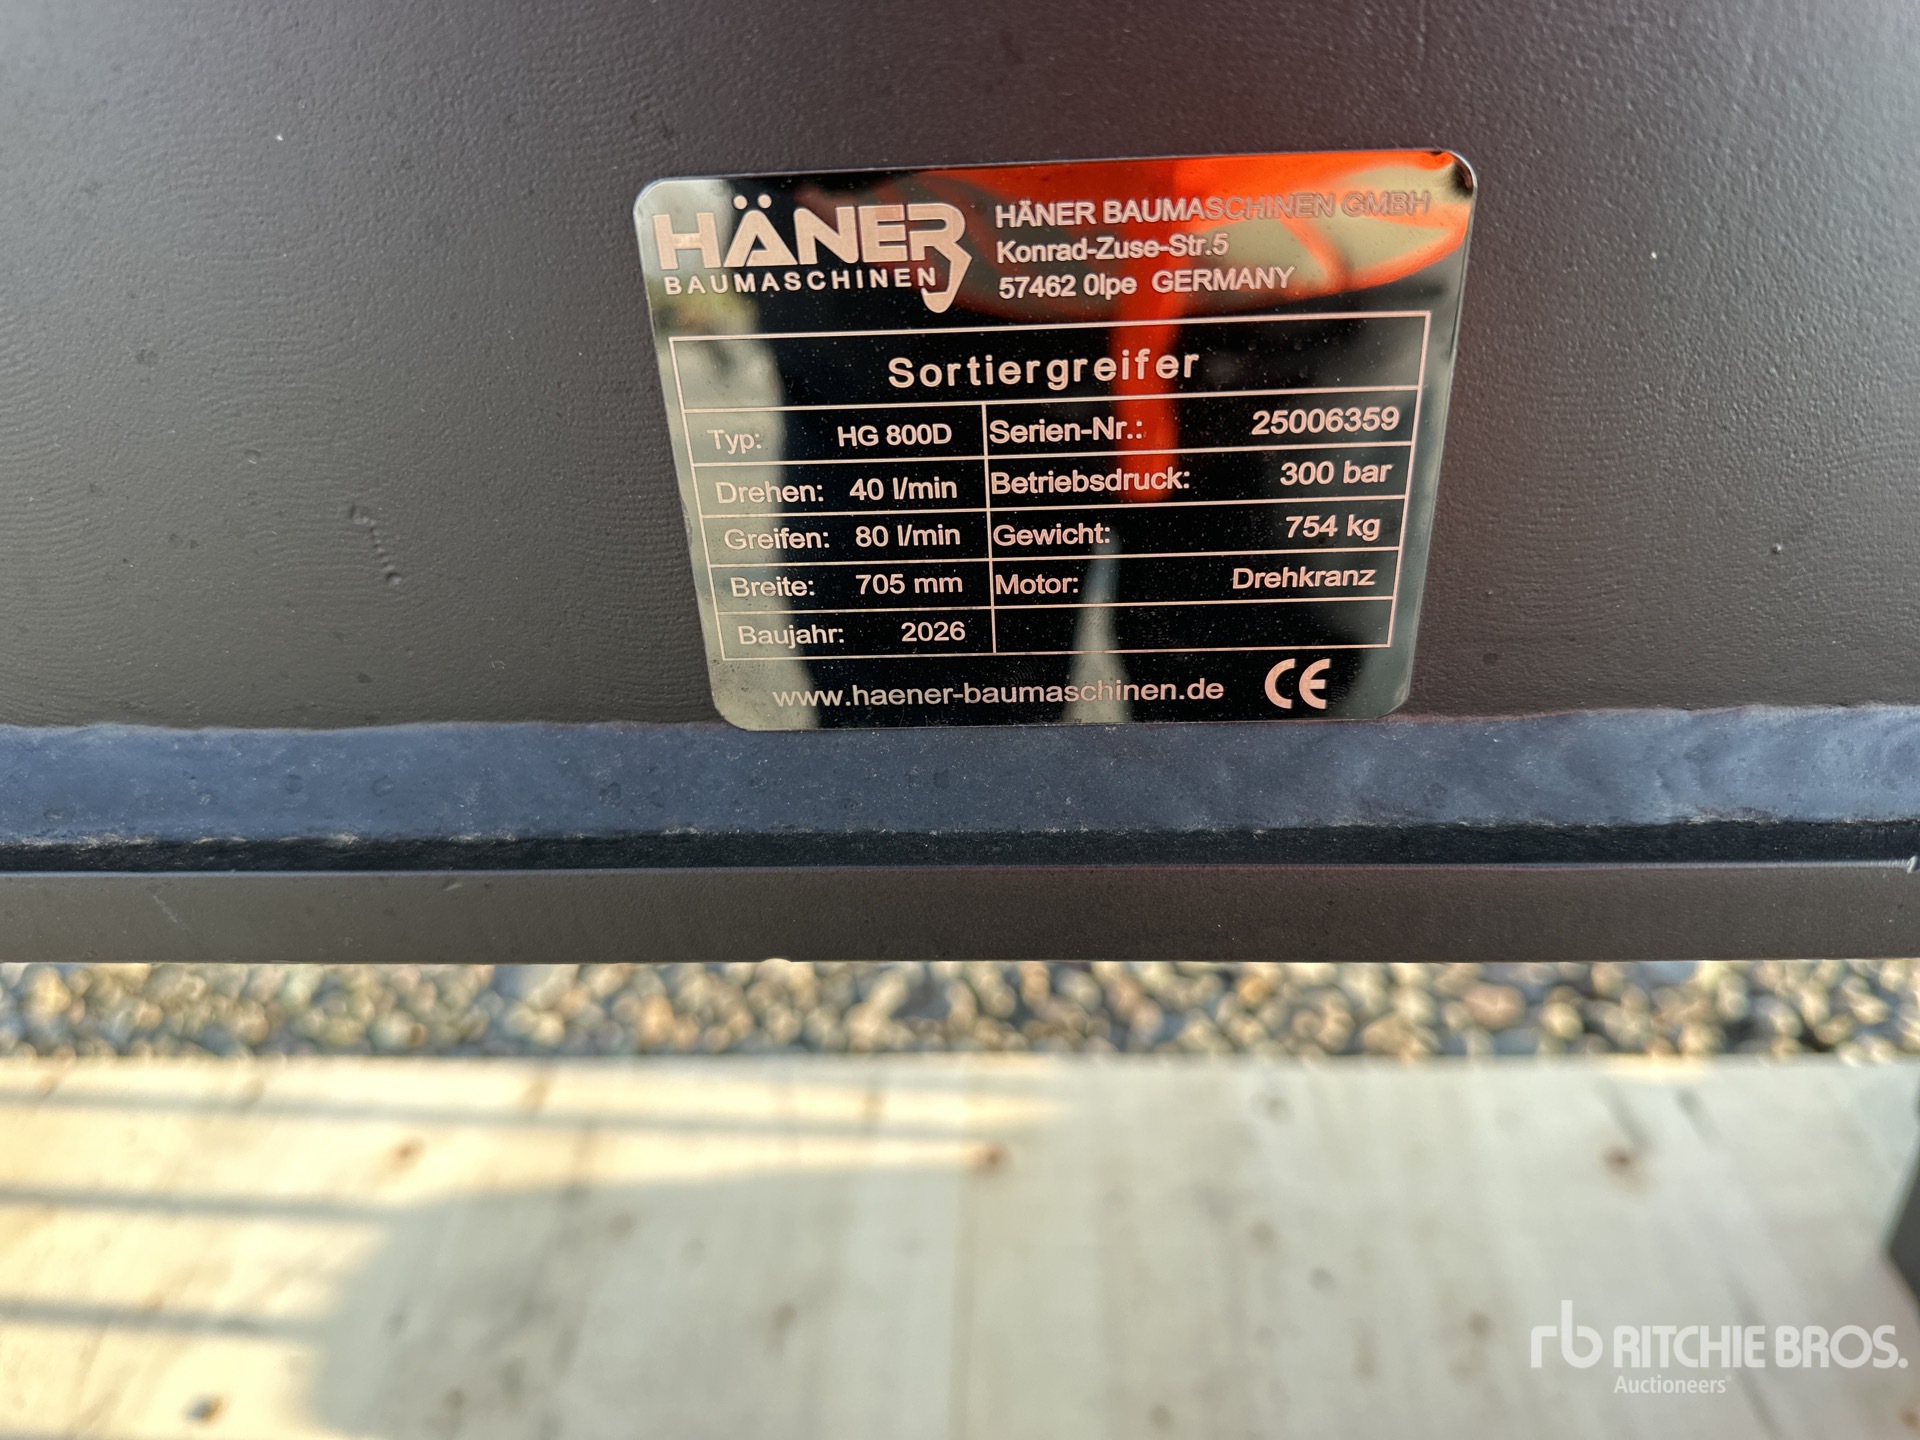 HÄNER
BAUMASCHINEN
HÄNER BAUMASCHINEN GMBH
Konrad-Zuse-Str.5
57462 Olpe GERMANY
Sortiergreifer
Typ: HG 800D Serien-Nr.: 25006359
Drehen: 40 l/min Betriebsdruck: 300 bar
Greifen: 80 l/min Gewicht: 754 kg
Breite: 705 mm Motor: Drehkranz
Baujahr: 2026
www.haener-baumaschinen.de CE
rb RITCHIE BROS.
Auctioneers